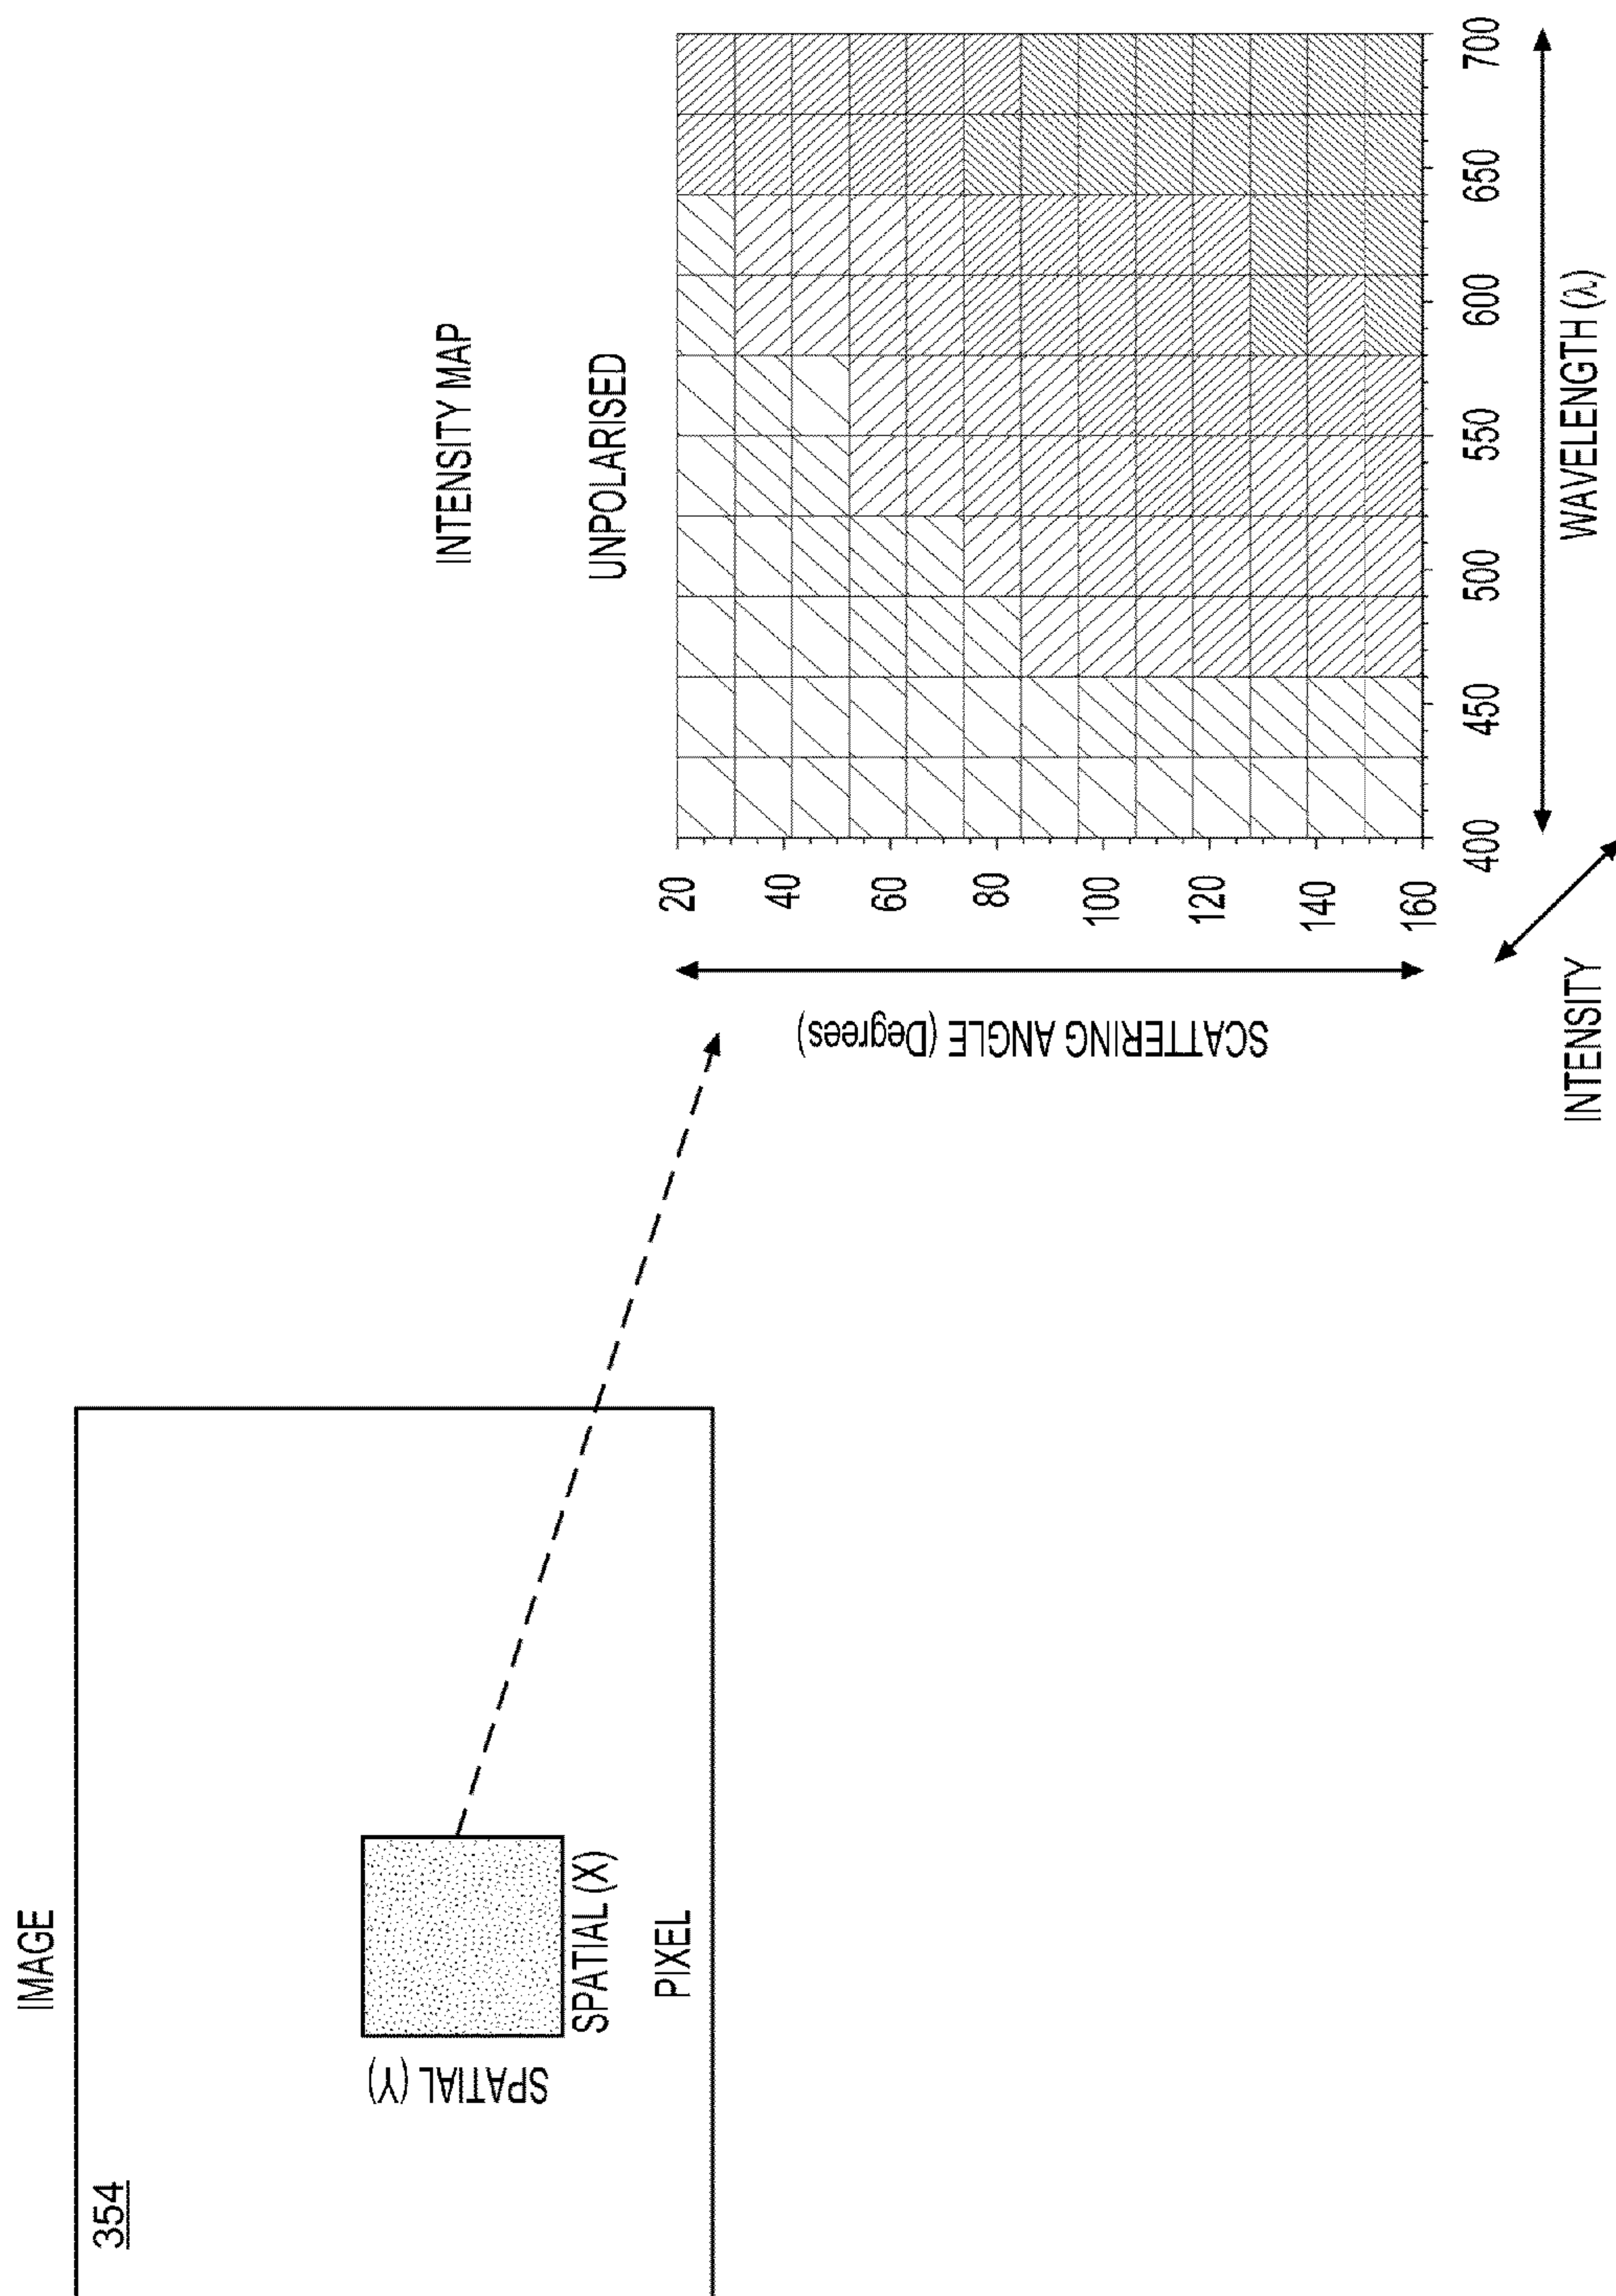 354
IMAGE
SPATIAL (Y)
SPATIAL (X)
PIXEL
INTENSITY MAP
UNPOLARISED
SCATTERING ANGLE (Degrees)
20
40
60
80
100
120
140
160
400 450 500 550 600 650 700
WAVELENGTH (λ)
INTENSITY